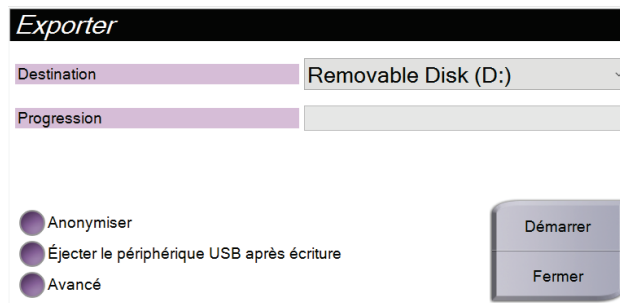 Exporter
Destination
Removable Disk (D:)
Progression
Anonymiser
Éjecter le périphérique USB après écriture
Avancé
Démarrer
Fermer